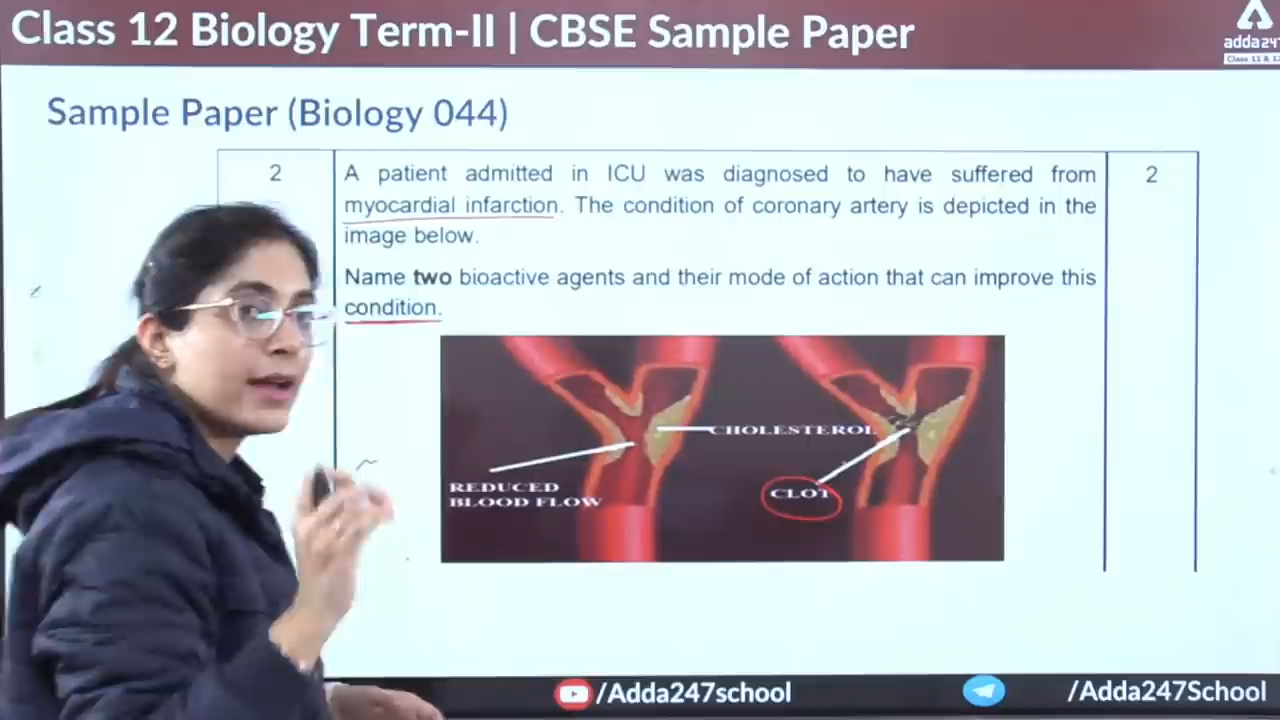 Class 12 Biology Term-II | CBSE Sample Paper
adda247
Class 11 & 12
Sample Paper (Biology 044)
2
A patient admitted in ICU was diagnosed to have suffered from
2
myocardial infarction. The condition of coronary artery is depicted in the
image below.
Name two bioactive agents and their mode of action that can improve this
condition.
CHOLESTEROL
REDUCED
BLOOD FLOW
CLOT
/Adda247school
/Adda247School